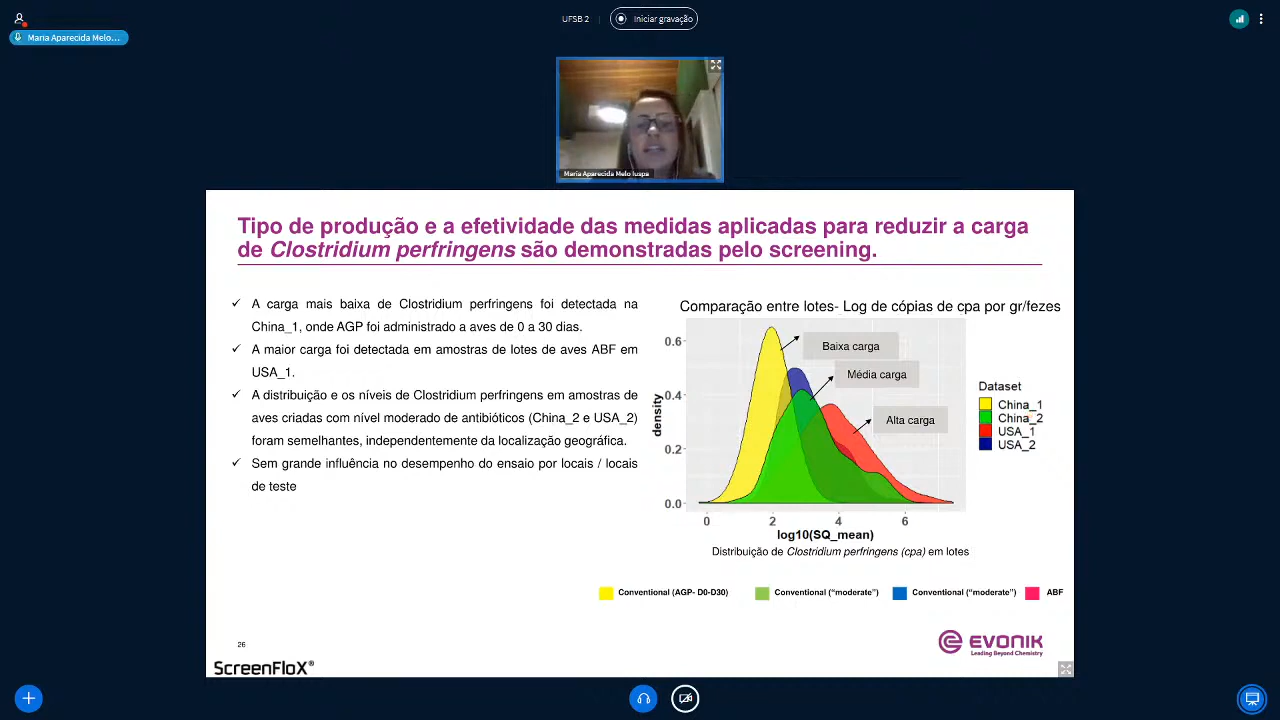 UFSB 2
Iniciar gravação
Maria Aparecida Melo...
Maria Aparecida Melo Iuspa
Tipo de produção e a efetividade das medidas aplicadas para reduzir a carga
de Clostridium perfringens são demonstradas pelo screening.
✓ A carga mais baixa de Clostridium perfringens foi detectada na
China_1, onde AGP foi administrado a aves de 0 a 30 dias.
✓ A maior carga foi detectada em amostras de lotes de aves ABF em
USA_1.
✓ A distribuição e os níveis de Clostridium perfringens em amostras de
aves criadas com nível moderado de antibióticos (China_2 e USA_2)
foram semelhantes, independentemente da localização geográfica.
✓ Sem grande influência no desempenho do ensaio por locais / locais
de teste
Comparação entre lotes- Log de cópias de cpa por gr/fezes
0.6
0.4
0.2
0.0
density
Baixa carga
Média carga
Alta carga
0 2 4 6
log10(SQ_mean)
Dataset
China_1
China_2
USA_1
USA_2
Distribuição de Clostridium perfringens (cpa) em lotes
Conventional (AGP- D0-D30) Conventional (“moderate”) Conventional (“moderate”) ABF
26
ScreenFloX®
EVONIK
Leading Beyond Chemistry